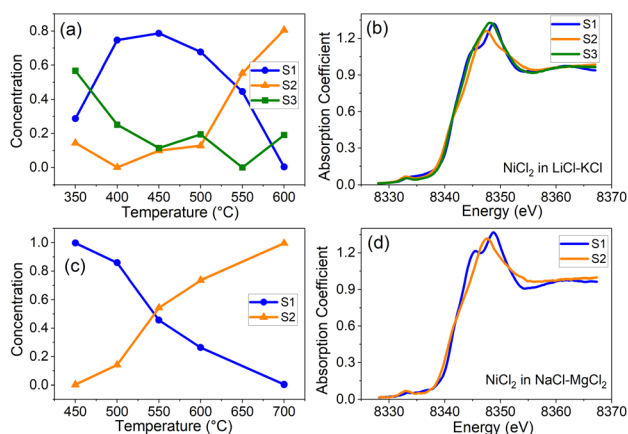 (a)
0.8
0.6
0.4
0.2
0.0
Concentration
S1
S2
S3
350 400 450 500 550 600
Temperature (°C)
(b)
1.2
0.9
0.6
0.3
0.0
Absorption Coefficient
S1
S2
S3
NiCl2 in LiCl-KCl
8330 8340 8350 8360
Energy (eV)
(c)
1.0
0.8
0.6
0.4
0.2
0.0
Concentration
S1
S2
450 500 550 600 650 700
Temperature (°C)
(d)
1.2
0.9
0.6
0.3
0.0
Absorption Coefficient
S1
S2
NiCl2 in NaCl-MgCl2
8330 8340 8350 8360
Energy (eV)